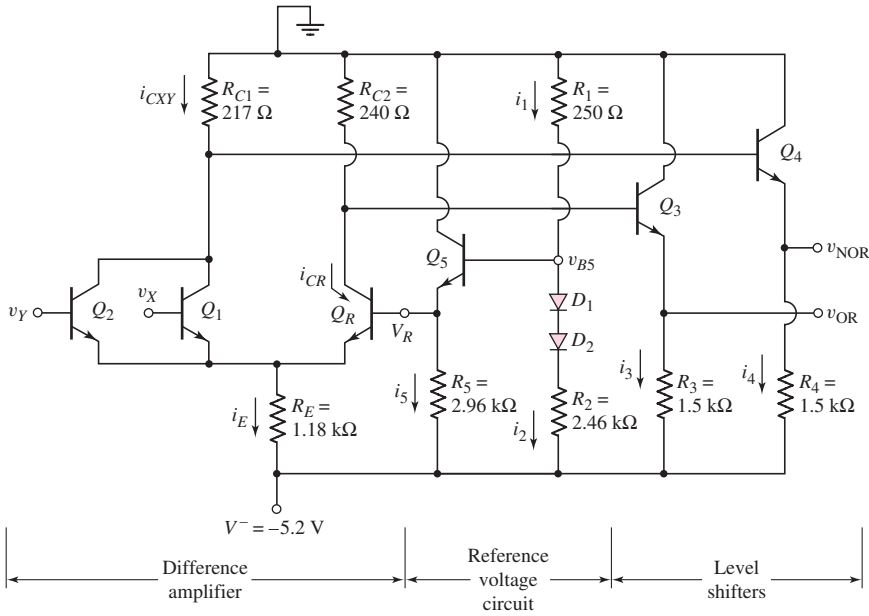 i_CXY
R_C1 =
217 Ω
R_C2 =
240 Ω
i_1
R_1 =
250 Ω
Q_4
Q_3
Q_5
v_B5
v_NOR
i_CR
v_Y
Q_2
v_X
Q_1
Q_R
V_R
D_1
D_2
v_OR
i_E
R_E =
1.18 kΩ
i_5
R_5 =
2.96 kΩ
i_2
R_2 =
2.46 kΩ
i_3
R_3 =
1.5 kΩ
i_4
R_4 =
1.5 kΩ
V^- = −5.2 V
Difference
amplifier
Reference
voltage
circuit
Level
shifters